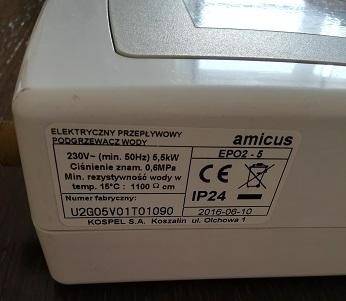 ELEKTRYCZNY PRZEPŁYWOWY
PODGRZEWACZ WODY
amicus
EPO2 - 5
230V~ (min. 50Hz) 5,5kW
Ciśnienie znam. 0,6MPa
Min. rezystywność wody w
temp. 15°C : 1100 Ω cm
CE
IP24
Numer fabryczny:
U2G05V01T01090
2016-06-10
KOSPEL S.A. Koszalin ul. Olchowa 1